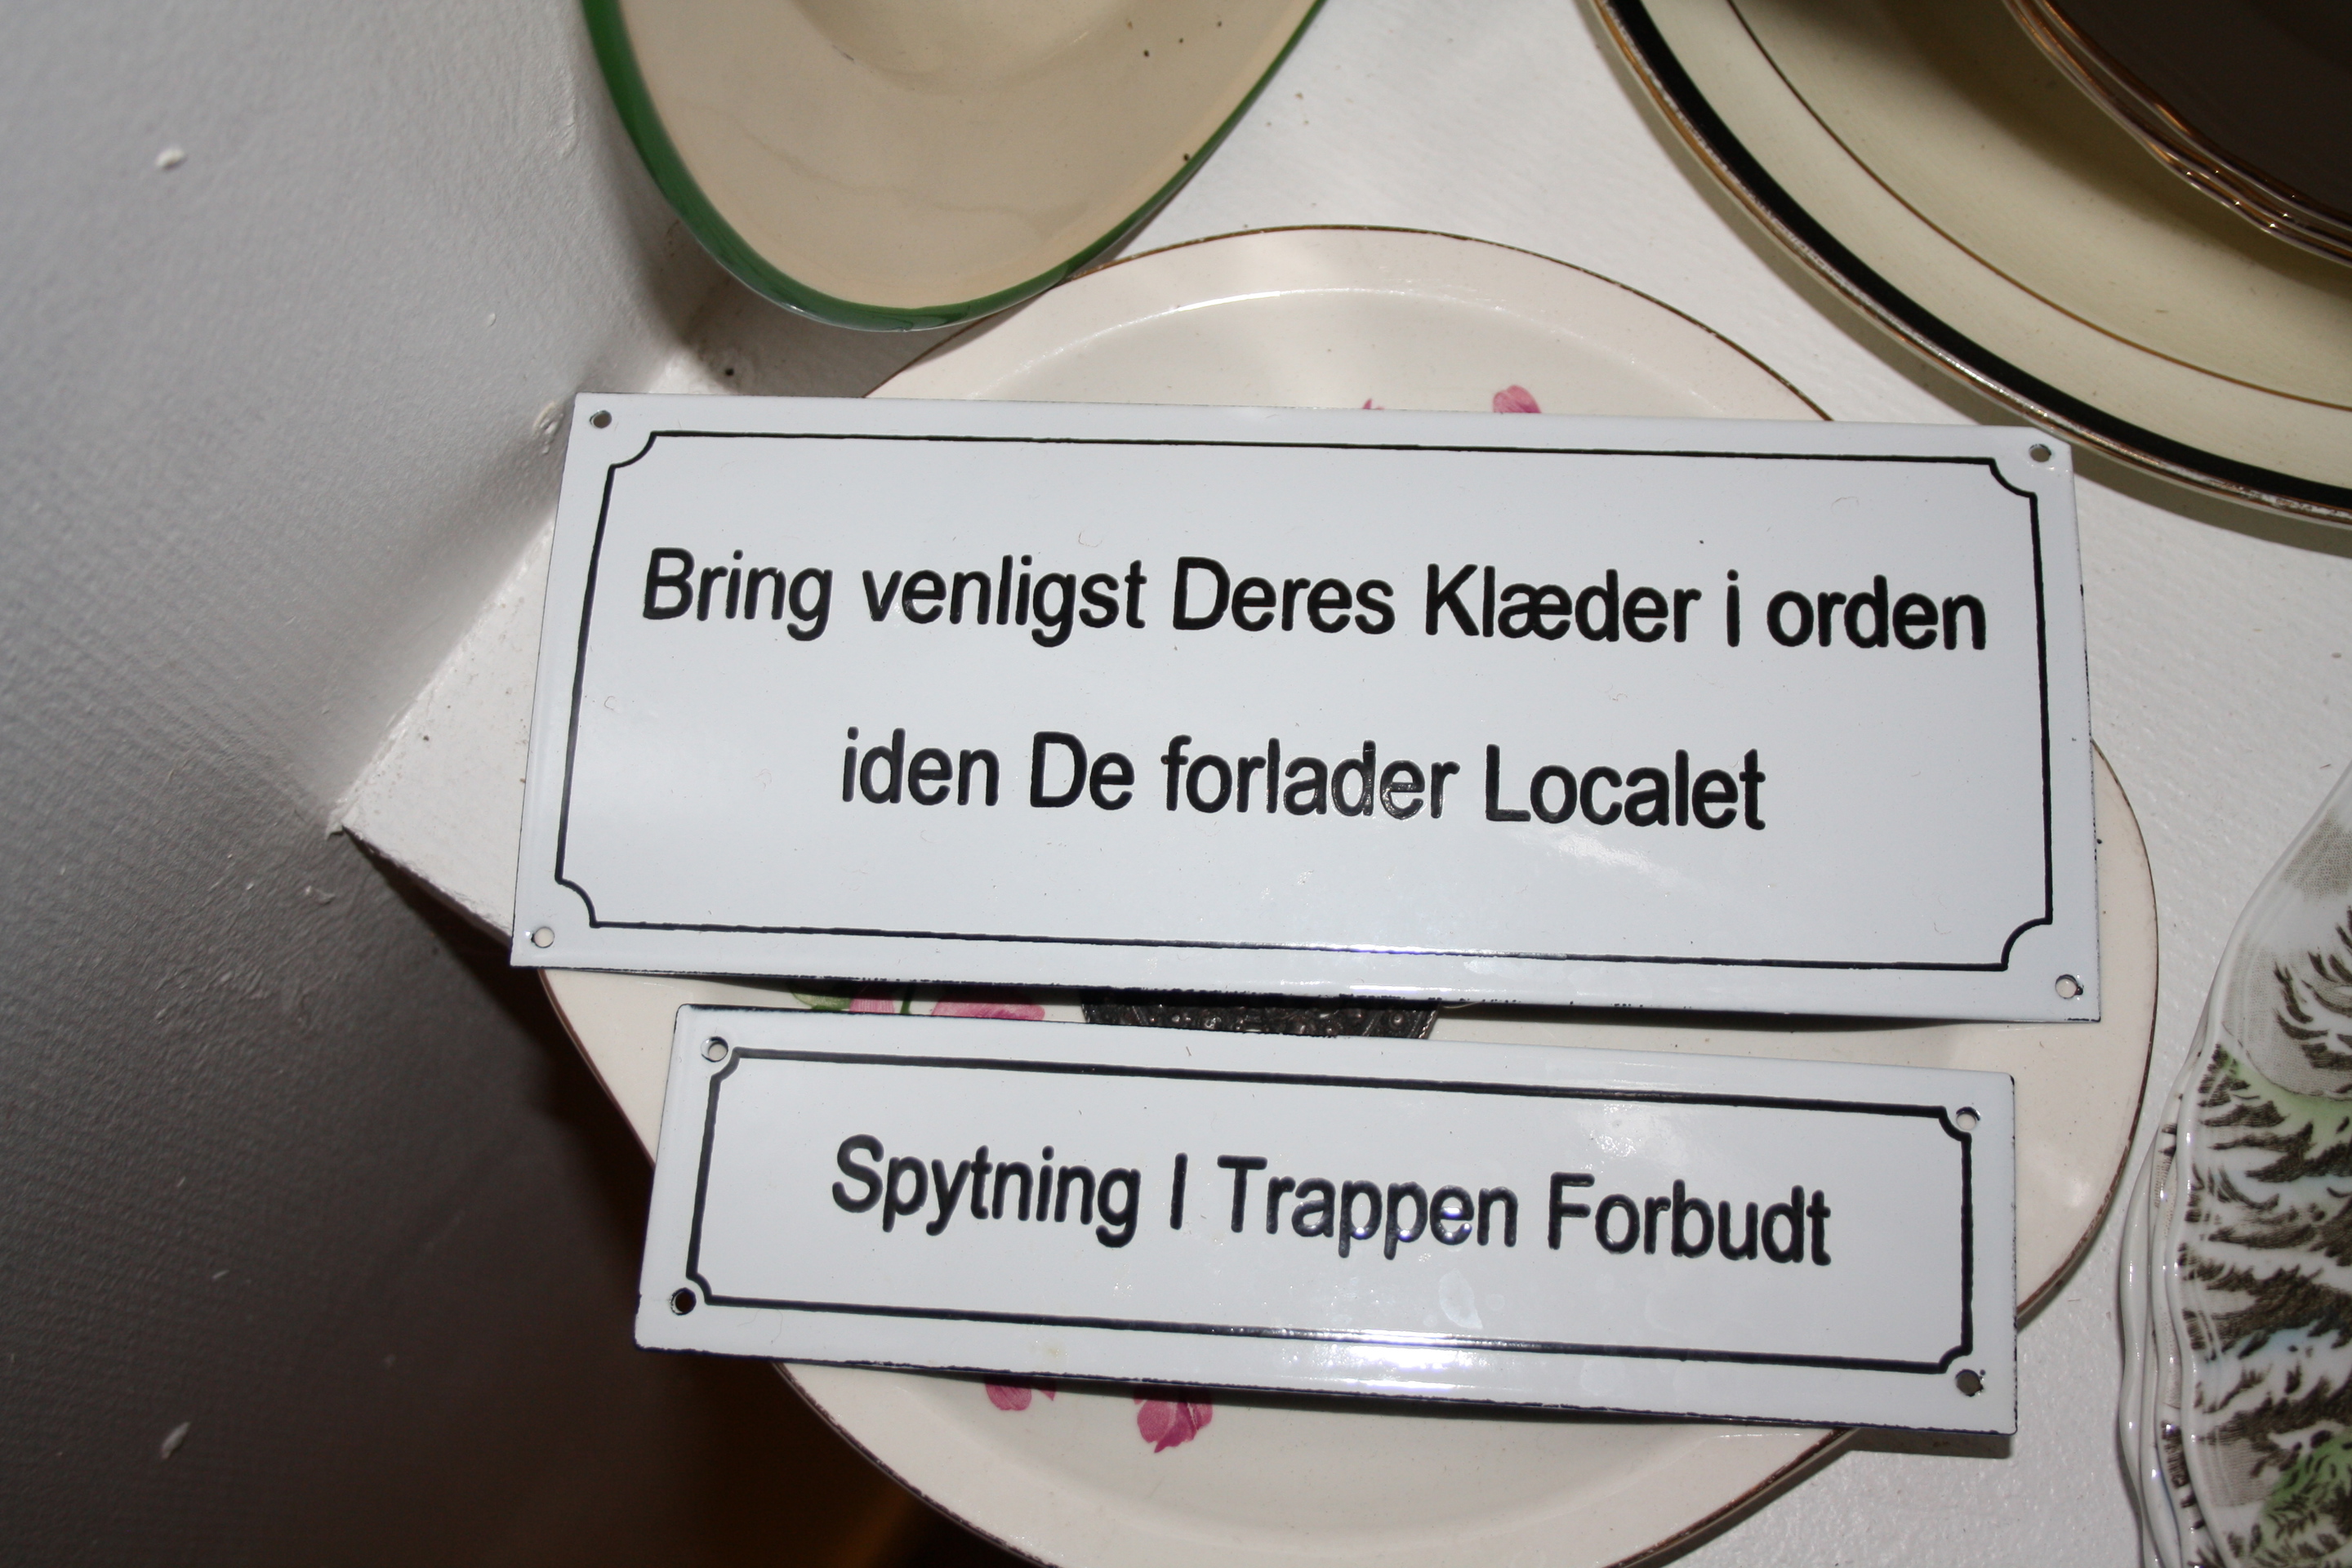 Bring venligst Deres Klæder i orden
iden De forlader Localet
Spytning I Trappen Forbudt